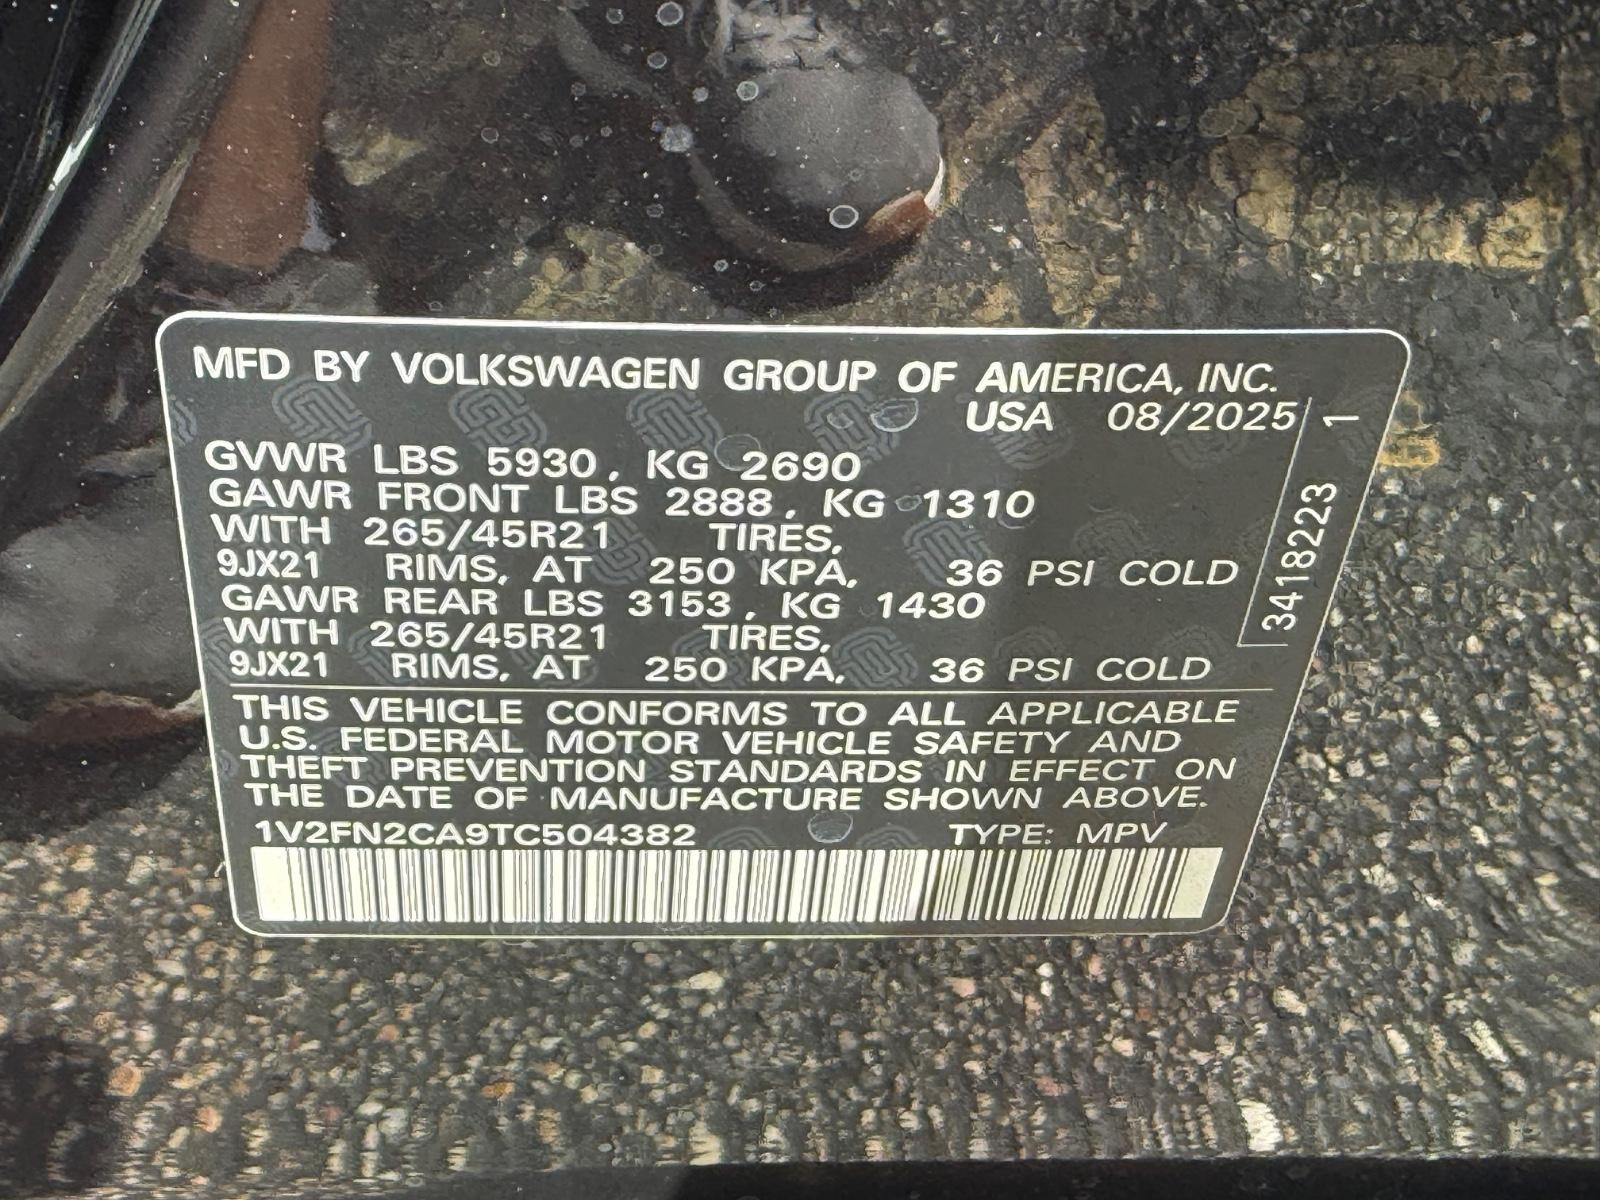 MFD BY VOLKSWAGEN GROUP OF AMERICA, INC.
USA 08/2025
GVWR LBS 5930, KG 2690
GAWR FRONT LBS 2888, KG 1310
WITH 265/45R21 TIRES,
9JX21 RIMS, AT 250 KPA, 36 PSI COLD
GAWR REAR LBS 3153, KG 1430
WITH 265/45R21 TIRES,
9JX21 RIMS, AT 250 KPA, 36 PSI COLD
THIS VEHICLE CONFORMS TO ALL APPLICABLE
U.S. FEDERAL MOTOR VEHICLE SAFETY AND
THEFT PREVENTION STANDARDS IN EFFECT ON
THE DATE OF MANUFACTURE SHOWN ABOVE.
1V2FN2CA9TC504382 TYPE: MPV
3418223 1